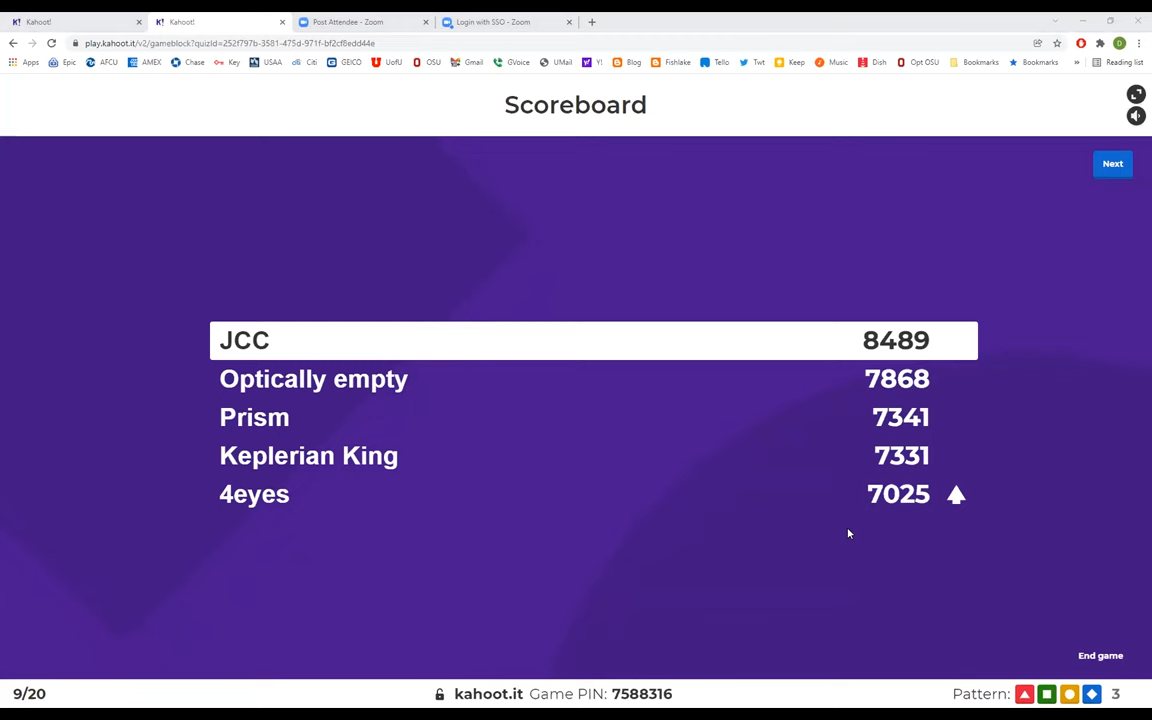 Kahoot!
Kahoot!
Post Attendee - Zoom
Login with SSO - Zoom
play.kahoot.it/v2/gameblock?quizId=252f797b-3581-475d-971f-bf2cf8edd44e
Apps Epic AFCU AMEX Chase Key USAA Citi GEICO UofU OSU Gmail GVoice UMail Y! Blog Fishlake Tello Twt Keep Music Dish Opt OSU Bookmarks Bookmarks » Reading list
Scoreboard
Next
JCC 8489
Optically empty 7868
Prism 7341
Keplerian King 7331
4eyes 7025
End game
9/20 kahoot.it Game PIN: 7588316 Pattern: 3